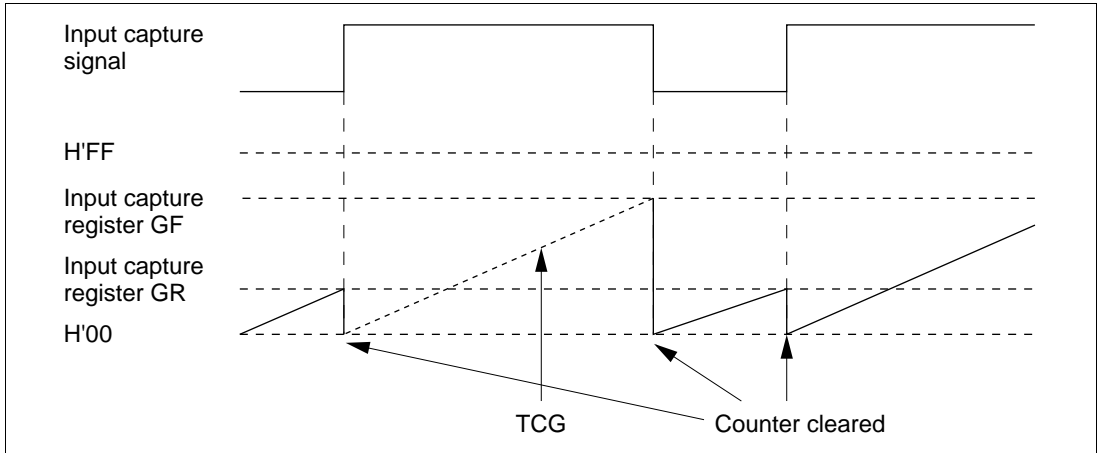 Input capture
signal
H'FF
Input capture
register GF
Input capture
register GR
H'00
TCG
Counter cleared